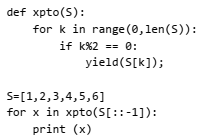 def xpto(S):
    for k in range(0,len(S)):
        if k%2 == 0:
            yield(S[k]);
S=[1,2,3,4,5,6]
for x in xpto(S[::-1]):
    print (x)